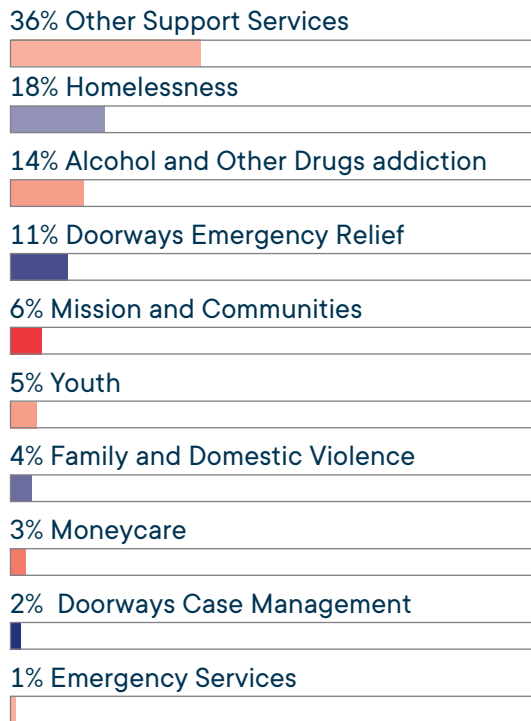 36% Other Support Services
18% Homelessness
14% Alcohol and Other Drugs addiction
11% Doorways Emergency Relief
6% Mission and Communities
5% Youth
4% Family and Domestic Violence
3% Moneycare
2% Doorways Case Management
1% Emergency Services